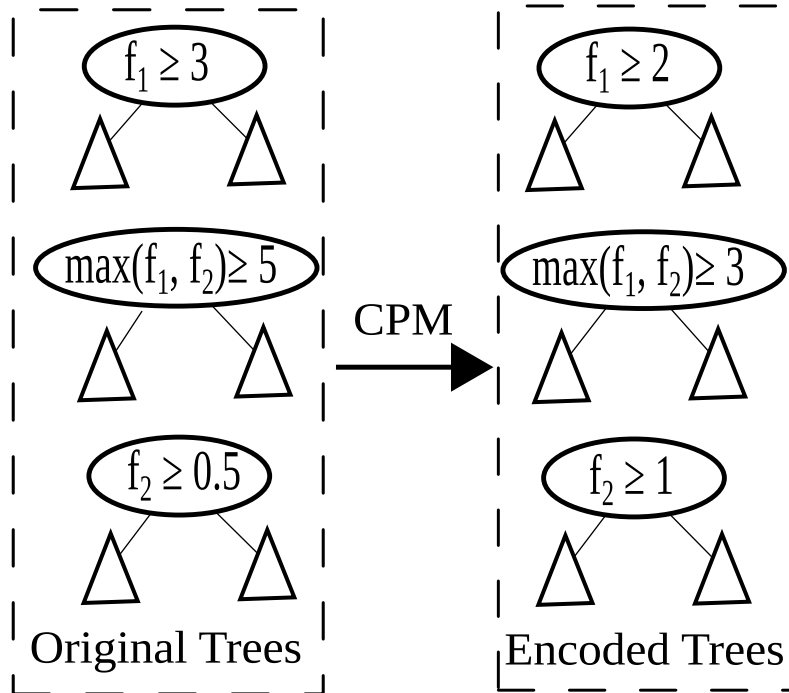 f₁ ≥ 3
max(f₁, f₂)≥ 5
f₂ ≥ 0.5
Original Trees
CPM
f₁ ≥ 2
max(f₁, f₂)≥ 3
f₂ ≥ 1
Encoded Trees